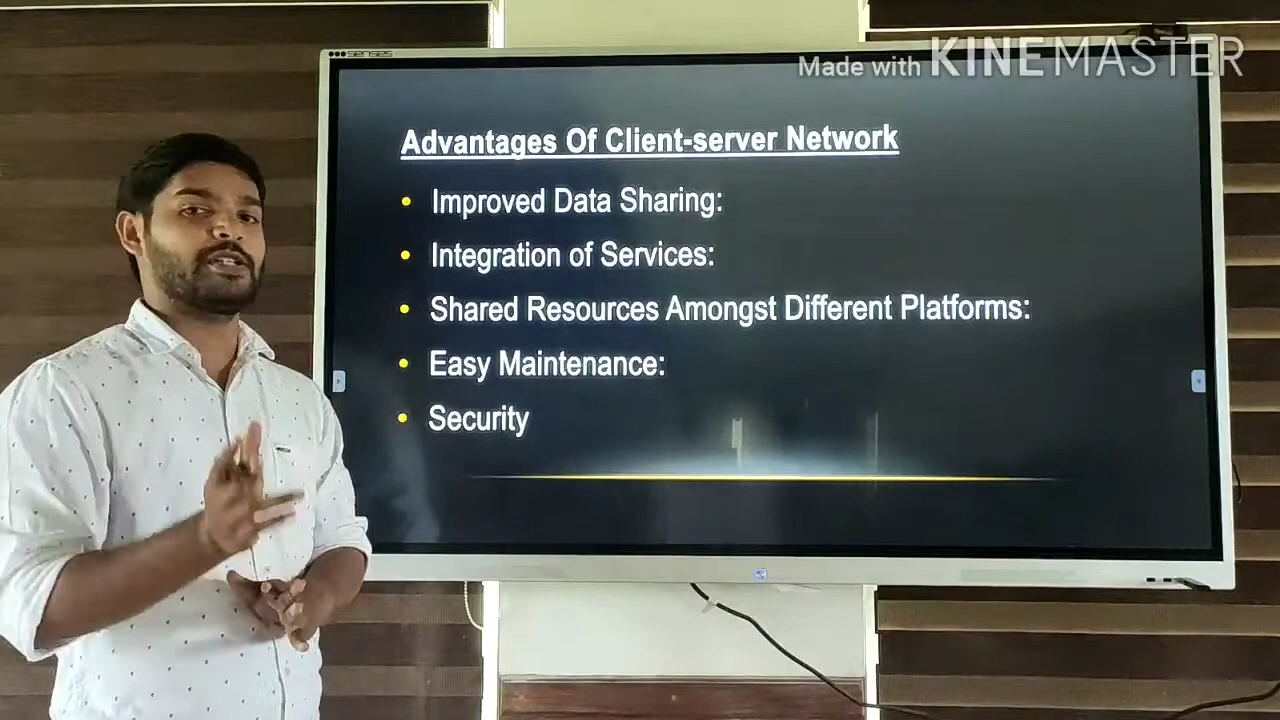 Made with KINEMASTER
Advantages Of Client-server Network
• Improved Data Sharing:
• Integration of Services:
• Shared Resources Amongst Different Platforms:
• Easy Maintenance:
• Security